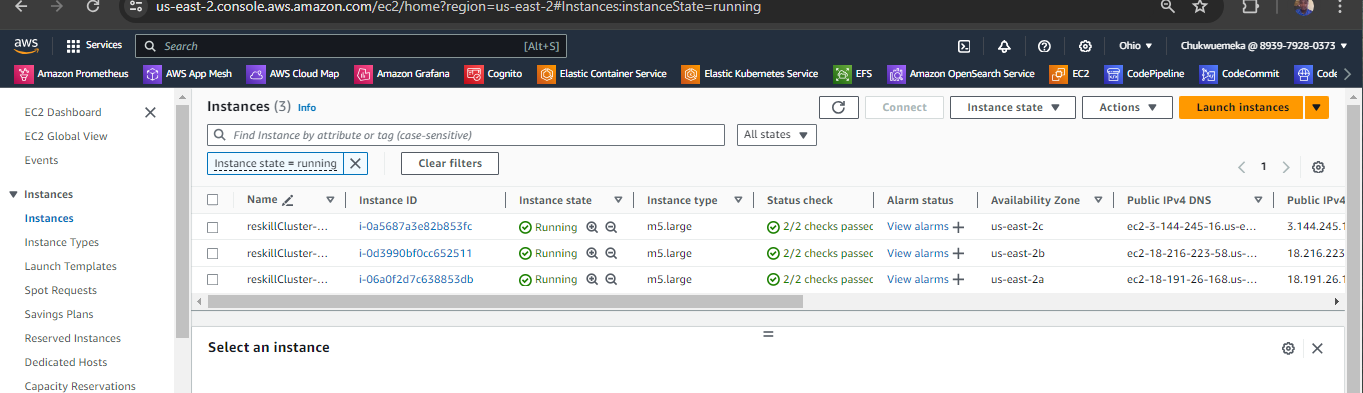 us-east-2.console.aws.amazon.com/ec2/home?region=us-east-2#Instances:instanceState=running
aws Services Search [Alt+S] Ohio Chukwuemeka @ 8939-7928-0373
Amazon Prometheus AWS App Mesh AWS Cloud Map Amazon Grafana Cognito Elastic Container Service Elastic Kubernetes Service EFS Amazon OpenSearch Service EC2 CodePipeline CodeCommit Code
EC2 Dashboard
EC2 Global View
Events
Instances
Instances
Instance Types
Launch Templates
Spot Requests
Savings Plans
Reserved Instances
Dedicated Hosts
Capacity Reservations
Instances (3) Info
Connect Instance state Actions Launch instances
Find Instance by attribute or tag (case-sensitive) All states
Instance state = running Clear filters
1
Name Instance ID Instance state Instance type Status check Alarm status Availability Zone Public IPv4 DNS Public IPv4
reskillCluster-... i-0a5687a3e82b853fc Running m5.large 2/2 checks passed View alarms + us-east-2c ec2-3-144-245-16.us-e... 3.144.245.1
reskillCluster-... i-0d3990bf0cc652511 Running m5.large 2/2 checks passed View alarms + us-east-2b ec2-18-216-223-58.us-... 18.216.223
reskillCluster-... i-06a0f2d7c638853db Running m5.large 2/2 checks passed View alarms + us-east-2a ec2-18-191-26-168.us-... 18.191.26.1
Select an instance